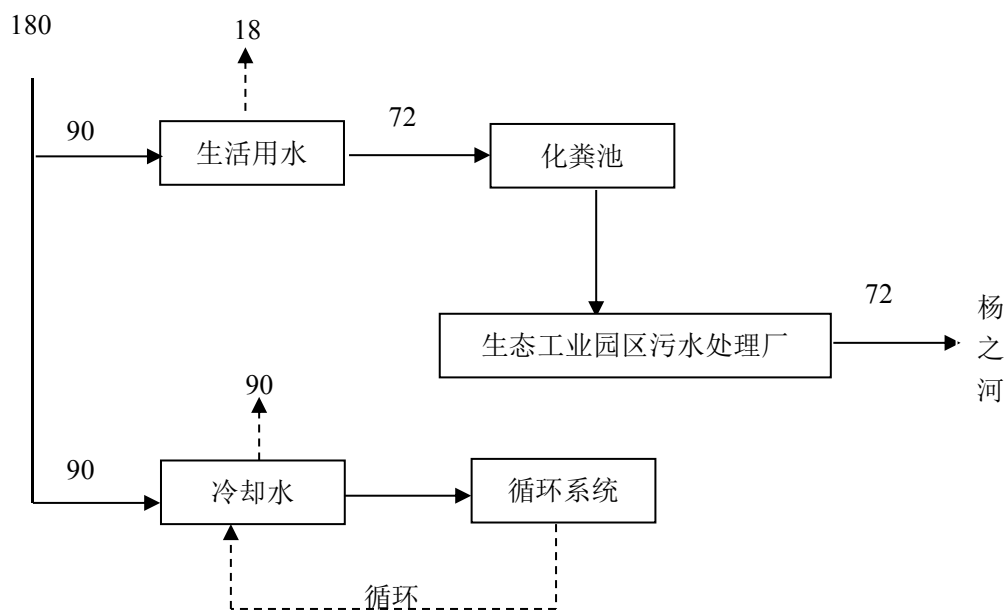 180
18
90
生活用水
72
化粪池
生态工业园区污水处理厂
72
杨之河
90
90
冷却水
循环系统
循环